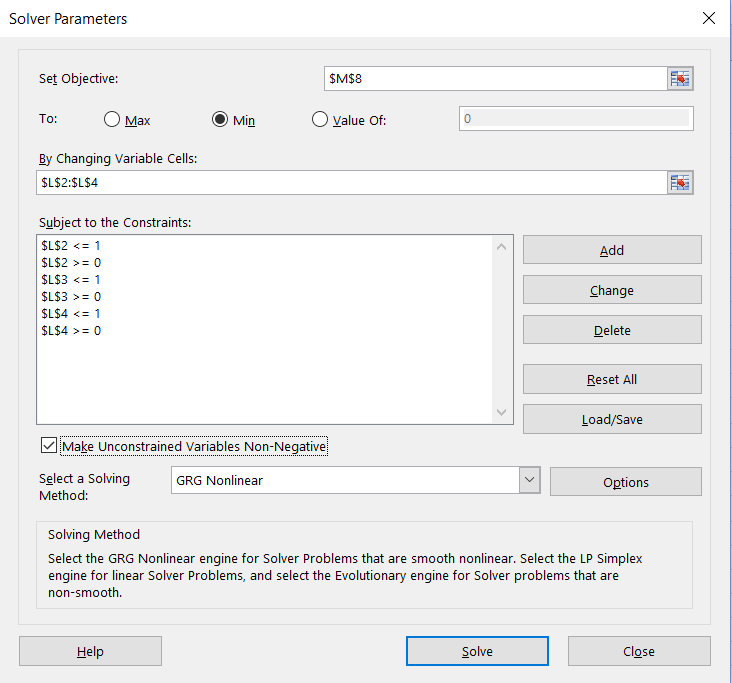 Solver Parameters
Set Objective: $M$8
To: Max Min Value Of: 0
By Changing Variable Cells:
$L$2:$L$4
Subject to the Constraints:
$L$2 <= 1
$L$2 >= 0
$L$3 <= 1
$L$3 >= 0
$L$4 <= 1
$L$4 >= 0
Add
Change
Delete
Reset All
Load/Save
Make Unconstrained Variables Non-Negative
Select a Solving
Method:
GRG Nonlinear
Options
Solving Method
Select the GRG Nonlinear engine for Solver Problems that are smooth nonlinear. Select the LP Simplex
engine for linear Solver Problems, and select the Evolutionary engine for Solver problems that are
non-smooth.
Help Solve Close